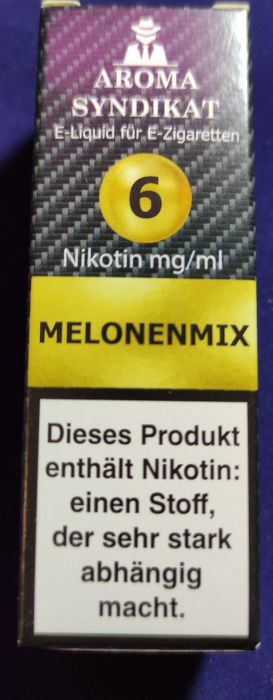 AROMA
SYNDIKAT
E-Liquid für E-Zigaretten
6
Nikotin mg/ml
MELONENMIX
Dieses Produkt
enthält Nikotin:
einen Stoff,
der sehr stark
abhängig
macht.